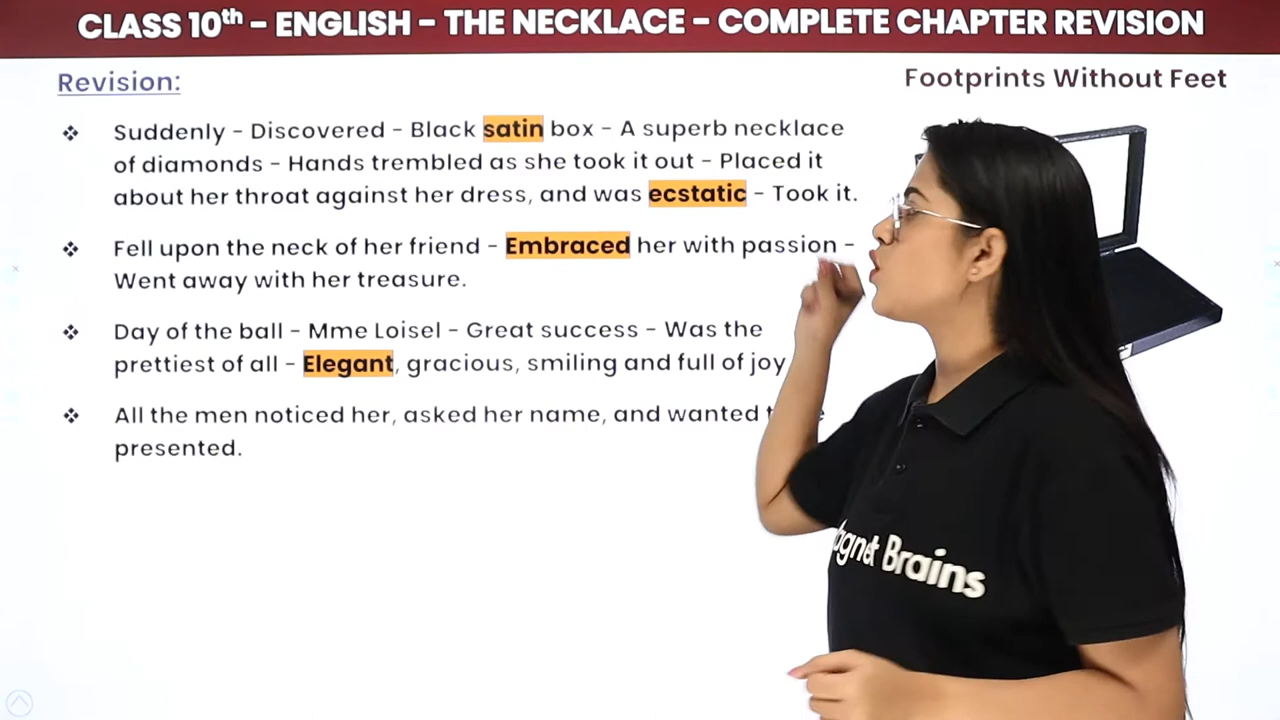 CLASS 10th – ENGLISH – THE NECKLACE – COMPLETE CHAPTER REVISION
Revision:
Footprints Without Feet
❖ Suddenly – Discovered – Black satin box – A superb necklace
of diamonds – Hands trembled as she took it out – Placed it
about her throat against her dress, and was ecstatic – Took it.
❖ Fell upon the neck of her friend – Embraced her with passion –
Went away with her treasure.
❖ Day of the ball – Mme Loisel – Great success – Was the
prettiest of all – Elegant, gracious, smiling and full of joy
❖ All the men noticed her, asked her name, and wanted
presented.
Brains